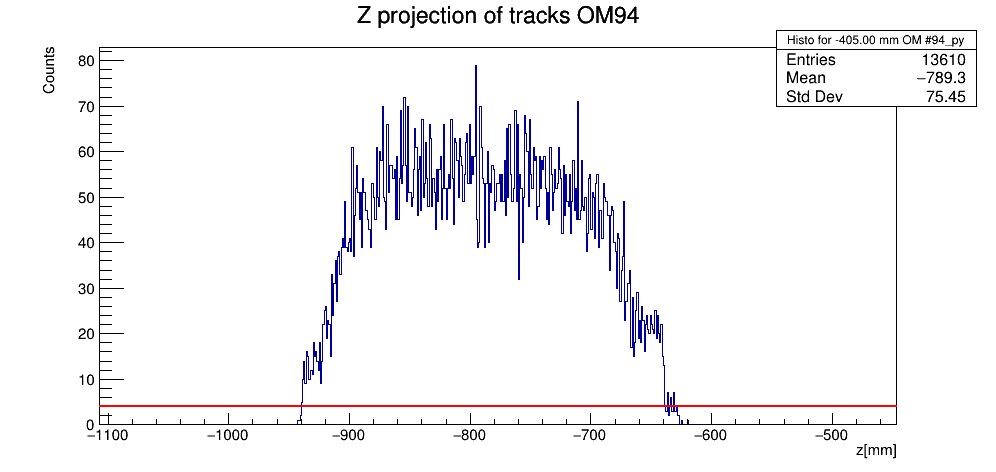 Z projection of tracks OM94
Histo for -405.00 mm OM #94_py
Entries 13610
Mean −789.3
Std Dev 75.45
Counts
80
70
60
50
40
30
20
10
0
−1100 −1000 −900 −800 −700 −600 −500
z[mm]